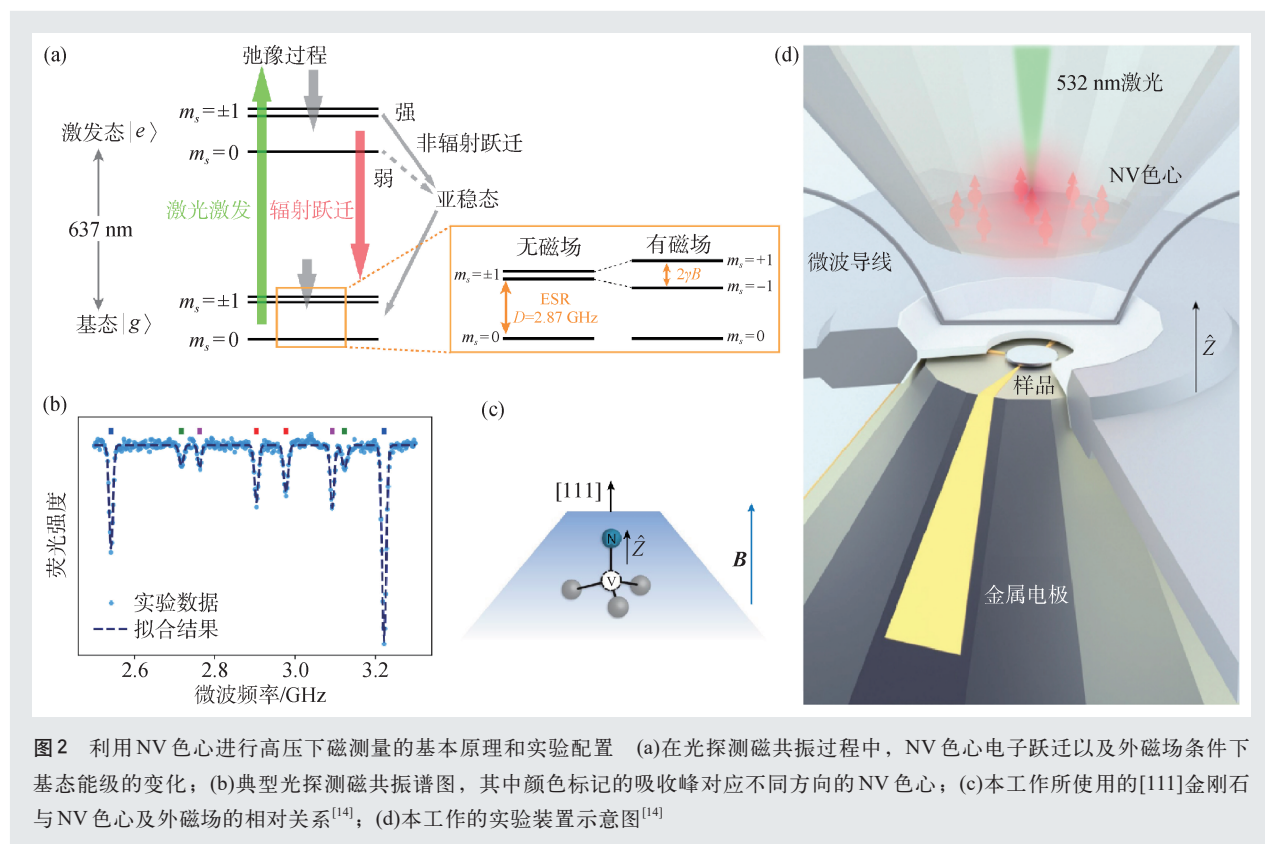 (a)
弛豫过程
mₛ=±1
强
激发态|e⟩
非辐射跃迁
mₛ=0
弱
亚稳态
激光激发
辐射跃迁
637 nm
mₛ=±1
基态|g⟩
mₛ=0
无磁场
有磁场
mₛ=+1
mₛ=±1
2γB
mₛ=−1
ESR
D=2.87 GHz
mₛ=0
mₛ=0
(b)
荧光强度
实验数据
拟合结果
2.6
2.8
3.0
3.2
微波频率/GHz
(c)
[111]
N
Ẑ
V
B
(d)
532 nm激光
NV色心
微波导线
Ẑ
样品
金属电极
图2 利用NV色心进行高压下磁测量的基本原理和实验配置 (a)在光探测磁共振过程中，NV色心电子跃迁以及外磁场条件下
基态能级的变化；(b)典型光探测磁共振谱图，其中颜色标记的吸收峰对应不同方向的NV色心；(c)本工作所使用的[111]金刚石
与NV色心及外磁场的相对关系[14]；(d)本工作的实验装置示意图[14]